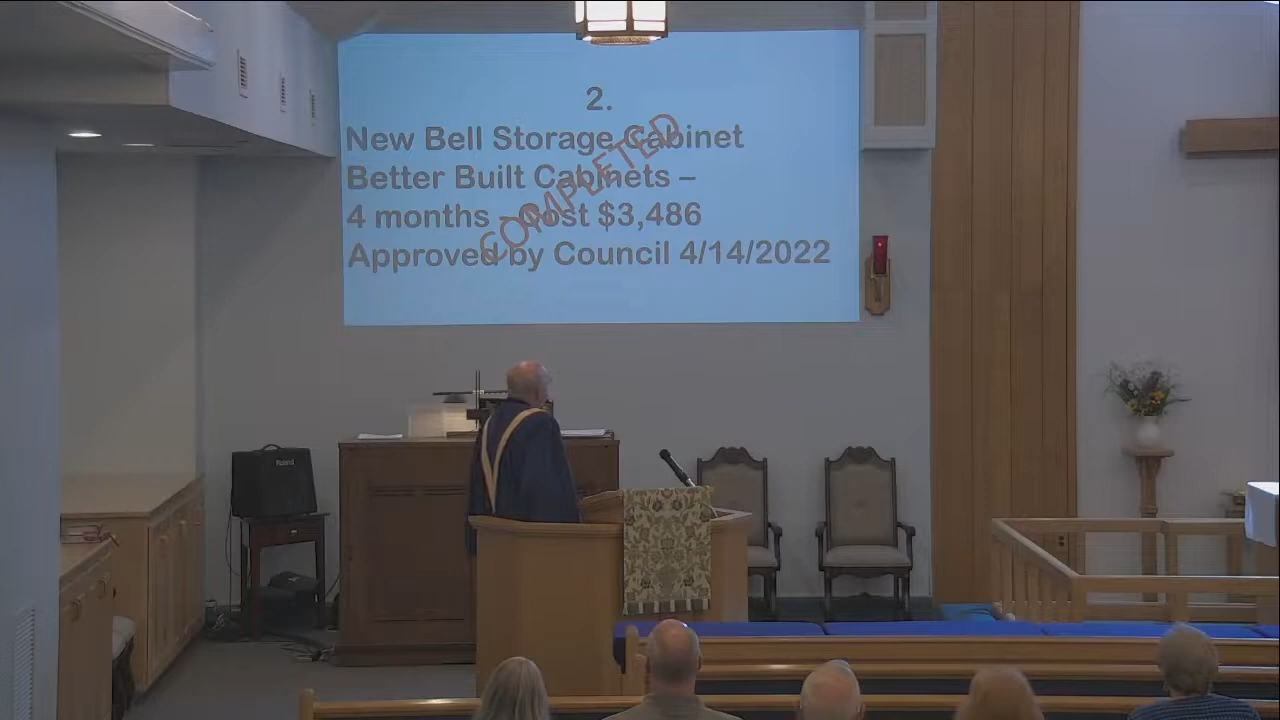 2.
New Bell Storage Cabinet
Better Built Cabinets –
4 months - Cost $3,486
Approved by Council 4/14/2022
COMPLETED
Roland